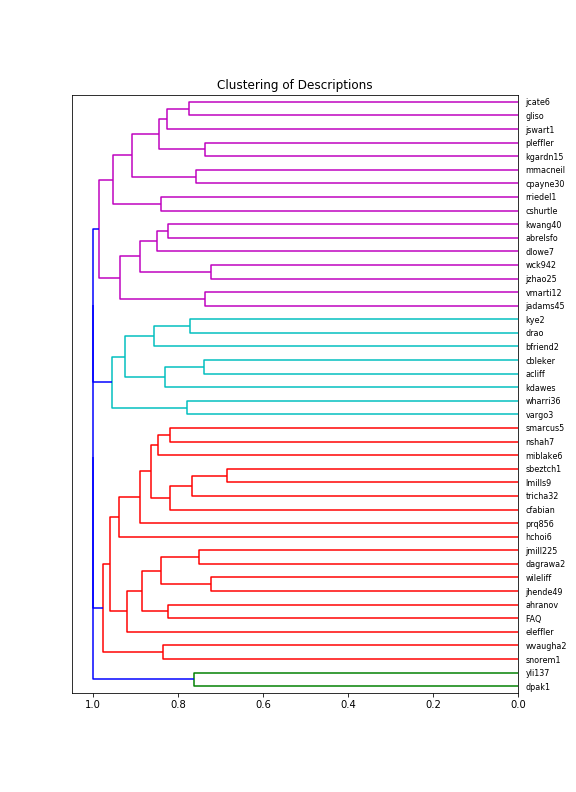 Clustering of Descriptions
jcate6
gliso
jswart1
pleffler
kgardn15
mmacneil
cpayne30
rriedel1
cshurtle
kwang40
abrelsfo
dlowe7
wck942
jzhao25
vmarti12
jadams45
kye2
drao
bfriend2
cbleker
acliff
kdawes
wharri36
vargo3
smarcus5
nshah7
miblake6
sbeztch1
lmills9
tricha32
cfabian
prq856
hchoi6
jmill225
dagrawa2
wileliff
jhende49
ahranov
FAQ
eleffler
wvaugha2
snorem1
yli137
dpak1
1.0 0.8 0.6 0.4 0.2 0.0